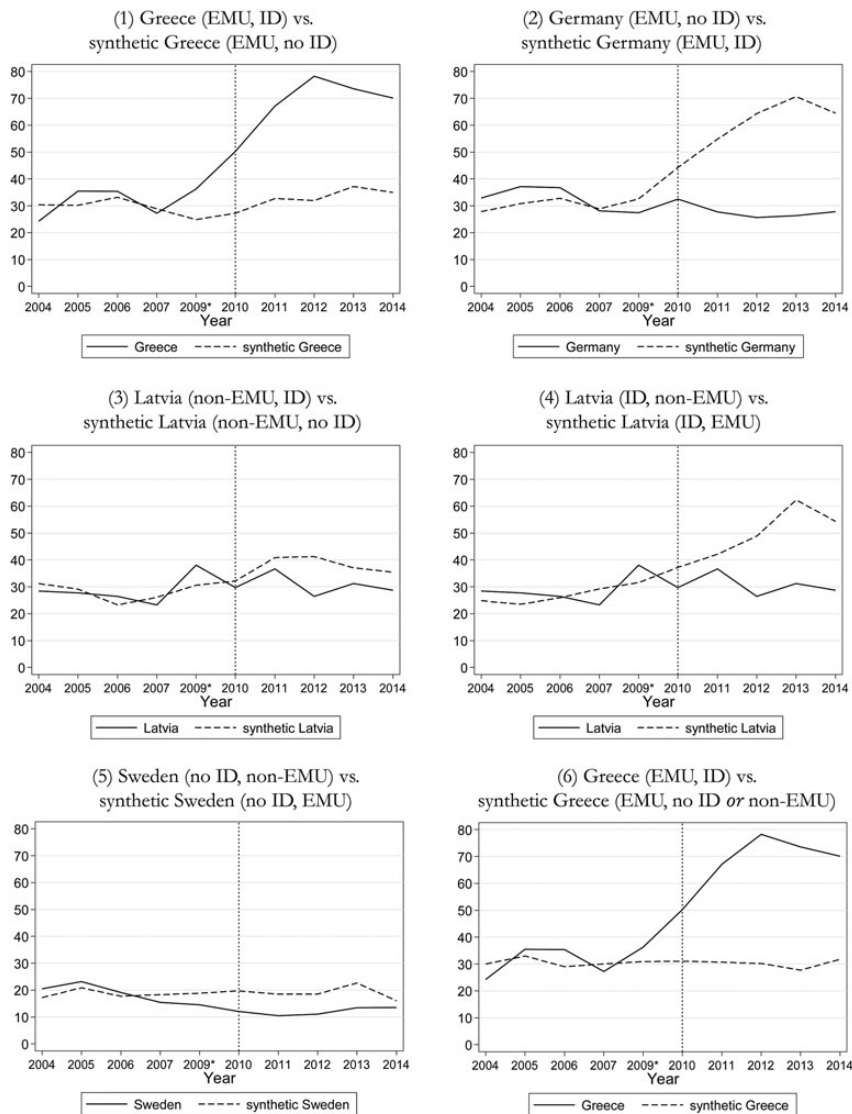 (1) Greece (EMU, ID) vs.
synthetic Greece (EMU, no ID)
80
70
60
50
40
30
20
10
0
2004 2005 2006 2007 2009* 2010 2011 2012 2013 2014
Year
Greece synthetic Greece
(2) Germany (EMU, no ID) vs.
synthetic Germany (EMU, ID)
80
70
60
50
40
30
20
10
0
2004 2005 2006 2007 2009* 2010 2011 2012 2013 2014
Year
Germany synthetic Germany
(3) Latvia (non-EMU, ID) vs.
synthetic Latvia (non-EMU, no ID)
80
70
60
50
40
30
20
10
0
2004 2005 2006 2007 2009* 2010 2011 2012 2013 2014
Year
Latvia synthetic Latvia
(4) Latvia (ID, non-EMU) vs.
synthetic Latvia (ID, EMU)
80
70
60
50
40
30
20
10
0
2004 2005 2006 2007 2009* 2010 2011 2012 2013 2014
Year
Latvia synthetic Latvia
(5) Sweden (no ID, non-EMU) vs.
synthetic Sweden (no ID, EMU)
80
70
60
50
40
30
20
10
0
2004 2005 2006 2007 2009* 2010 2011 2012 2013 2014
Year
Sweden synthetic Sweden
(6) Greece (EMU, ID) vs.
synthetic Greece (EMU, no ID or non-EMU)
80
70
60
50
40
30
20
10
0
2004 2005 2006 2007 2009* 2010 2011 2012 2013 2014
Year
Greece synthetic Greece